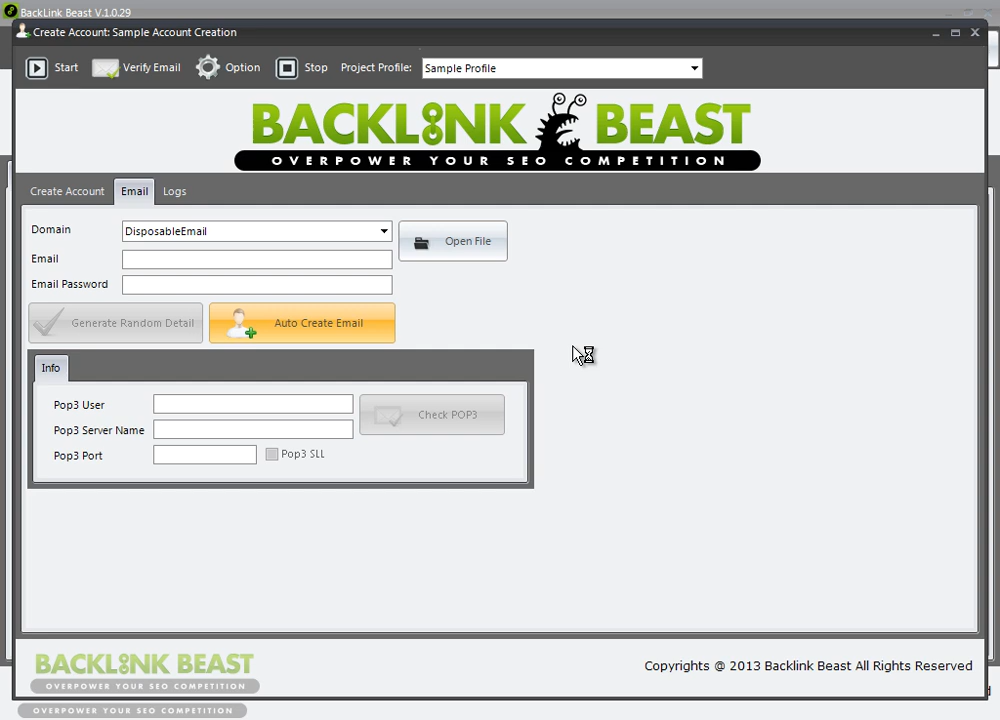 BackLink Beast V.1.0.29
Create Account: Sample Account Creation
Start Verify Email Option Stop Project Profile: Sample Profile
BACKLINK BEAST
OVERPOWER YOUR SEO COMPETITION
Create Account Email Logs
Domain DisposableEmail Open File
Email
Email Password
Generate Random Detail Auto Create Email
Info
Pop3 User Check POP3
Pop3 Server Name
Pop3 Port Pop3 SLL
BACKLINK BEAST
OVERPOWER YOUR SEO COMPETITION
Copyrights @ 2013 Backlink Beast All Rights Reserved
OVERPOWER YOUR SEO COMPETITION